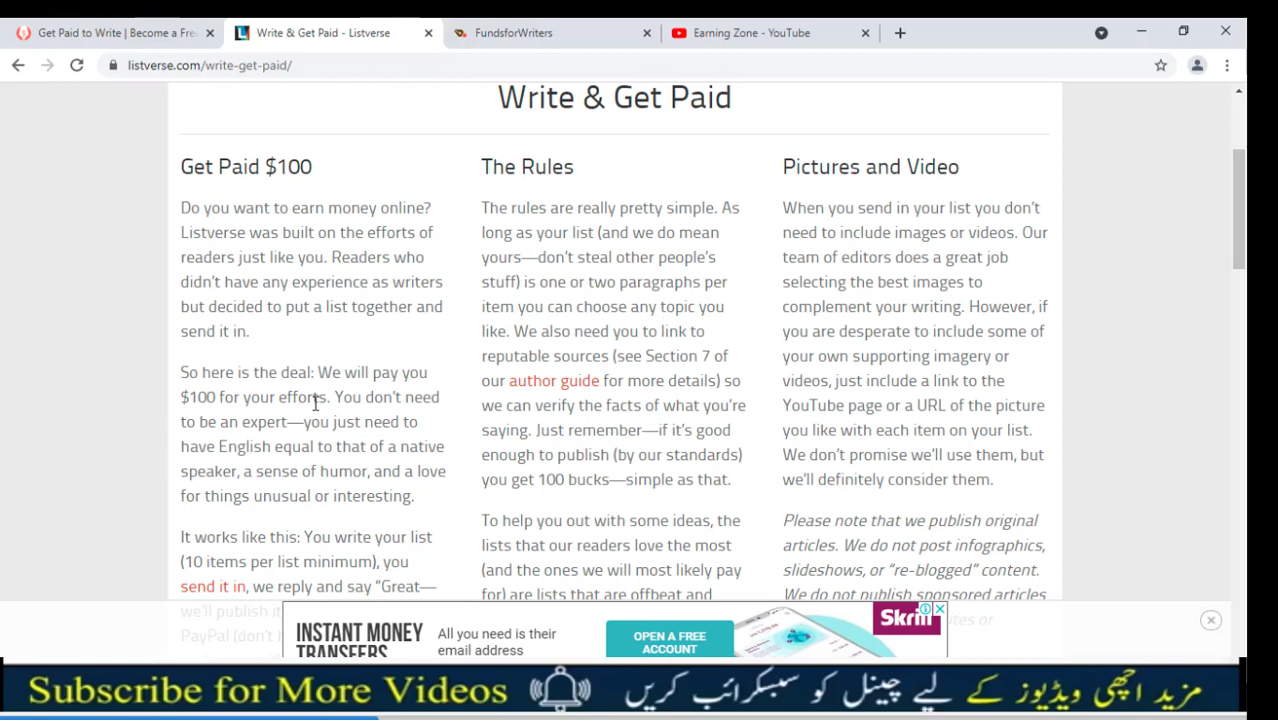 Get Paid to Write | Become a Fre
Write & Get Paid - Listverse
FundsforWriters
Earning Zone - YouTube
listverse.com/write-get-paid/
Write & Get Paid
Get Paid $100
Do you want to earn money online?
Listverse was built on the efforts of
readers just like you. Readers who
didn't have any experience as writers
but decided to put a list together and
send it in.
So here is the deal: We will pay you
$100 for your efforts. You don't need
to be an expert—you just need to
have English equal to that of a native
speaker, a sense of humor, and a love
for things unusual or interesting.
It works like this: You write your list
(10 items per list minimum), you
send it in, we reply and say "Great—
we'll publish it
PayPal (don't h
The Rules
The rules are really pretty simple. As
long as your list (and we do mean
yours—don't steal other people's
stuff) is one or two paragraphs per
item you can choose any topic you
like. We also need you to link to
reputable sources (see Section 7 of
our author guide for more details) so
we can verify the facts of what you're
saying. Just remember—if it's good
enough to publish (by our standards)
you get 100 bucks—simple as that.
To help you out with some ideas, the
lists that our readers love the most
(and the ones we will most likely pay
for) are lists that are offbeat and
Pictures and Video
When you send in your list you don't
need to include images or videos. Our
team of editors does a great job
selecting the best images to
complement your writing. However, if
you are desperate to include some of
your own supporting imagery or
videos, just include a link to the
YouTube page or a URL of the picture
you like with each item on your list.
We don't promise we'll use them, but
we'll definitely consider them.
Please note that we publish original
articles. We do not post infographics,
slideshows, or "re-blogged" content.
We do not publish sponsored articles
INSTANT MONEY
TRANSFERS
All you need is their
email address
OPEN A FREE
ACCOUNT
Skrill
Subscribe for More Videos
مزید اچھی ویڈیوز کے لیے چینل کو سبسکرائب کریں